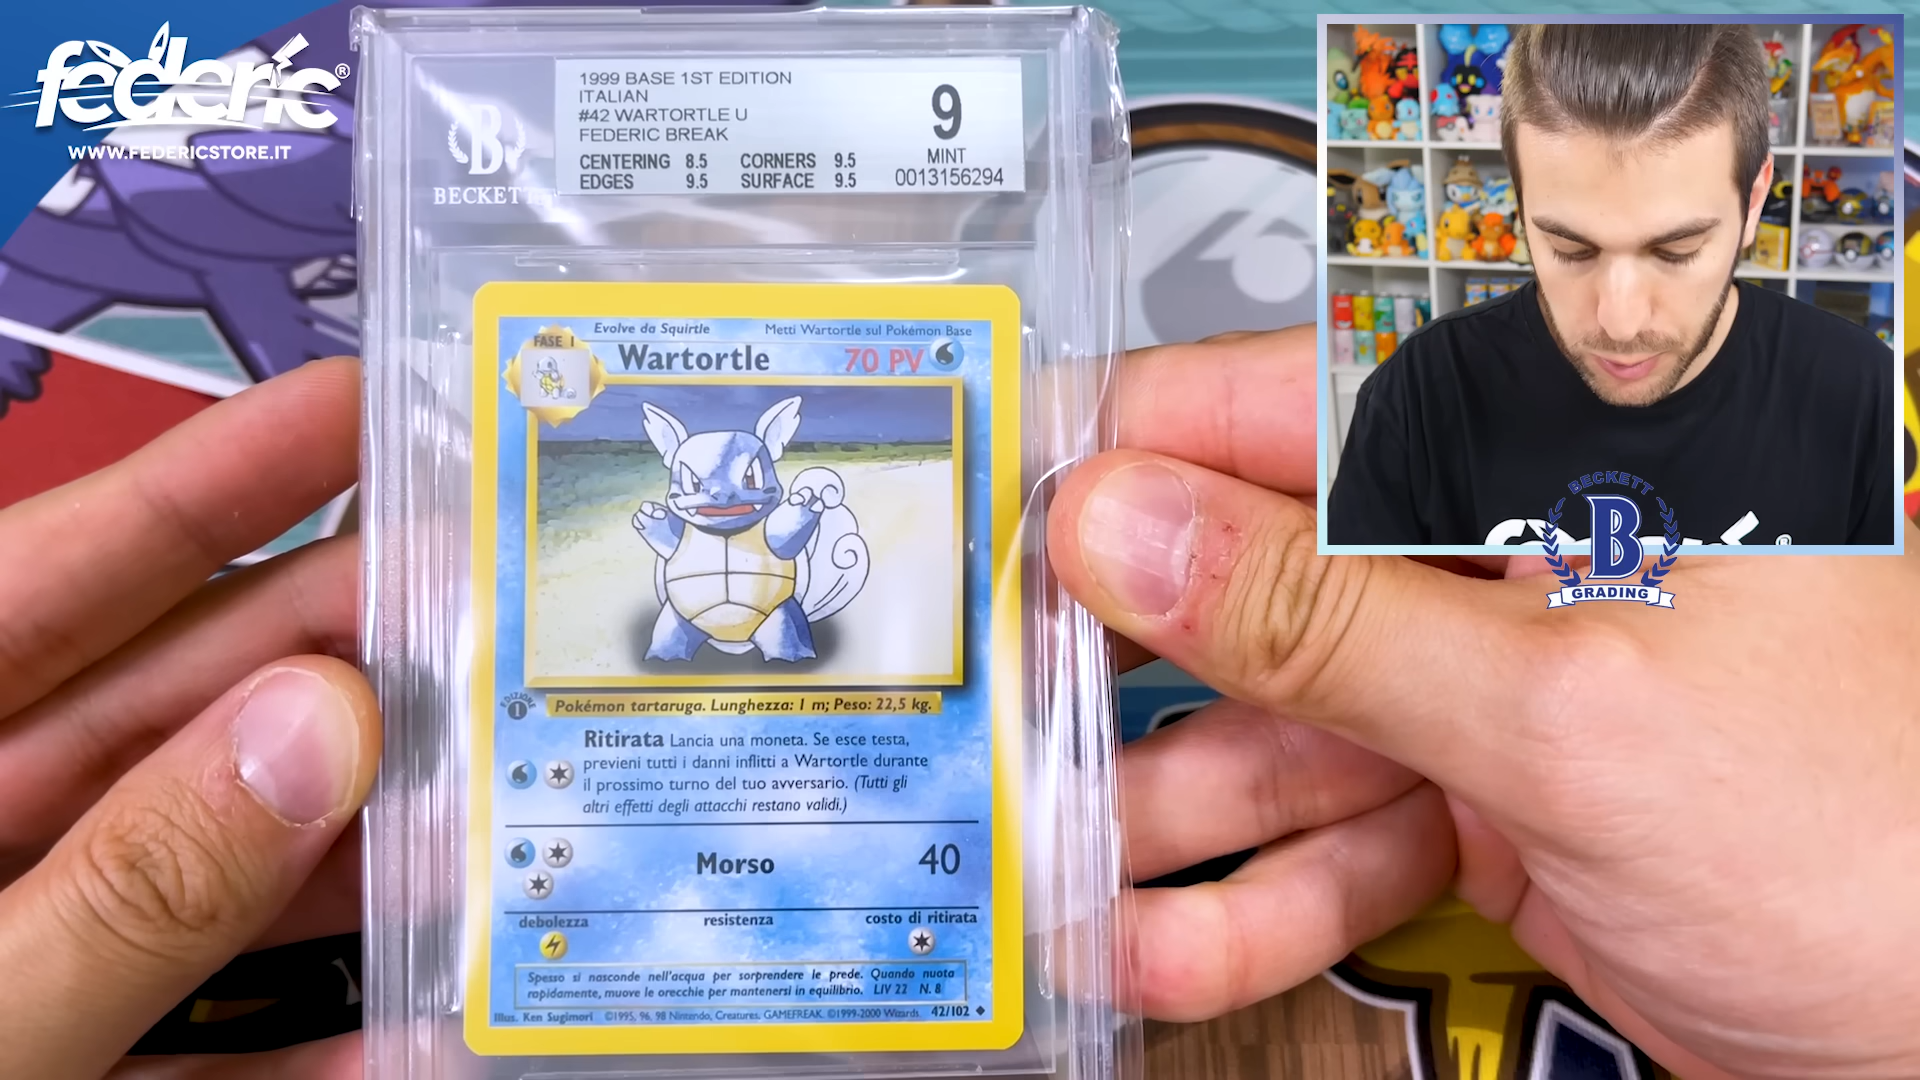 federic®
WWW.FEDERICSTORE.IT
B
BECKETT
1999 BASE 1ST EDITION
ITALIAN
#42 WARTORTLE U
FEDERIC BREAK
CENTERING 8.5 CORNERS 9.5
EDGES 9.5 SURFACE 9.5
9
MINT
0013156294
Evolve da Squirtle Metti Wartortle sul Pokémon Base
FASE 1
Wartortle 70 PV
EDIZIONE
1
Pokémon tartaruga. Lunghezza: 1 m; Peso: 22,5 kg.
Ritirata Lancia una moneta. Se esce testa,
previeni tutti i danni inflitti a Wartortle durante
il prossimo turno del tuo avversario. (Tutti gli
altri effetti degli attacchi restano validi.)
Morso 40
debolezza resistenza costo di ritirata
Spesso si nasconde nell'acqua per sorprendere le prede. Quando nuota
rapidamente, muove le orecchie per mantenersi in equilibrio. LIV 22 N. 8
Illus. Ken Sugimori ©1995, 96, 98 Nintendo, Creatures, GAMEFREAK. ©1999-2000 Wizards. 42/102
BECKETT
B
GRADING